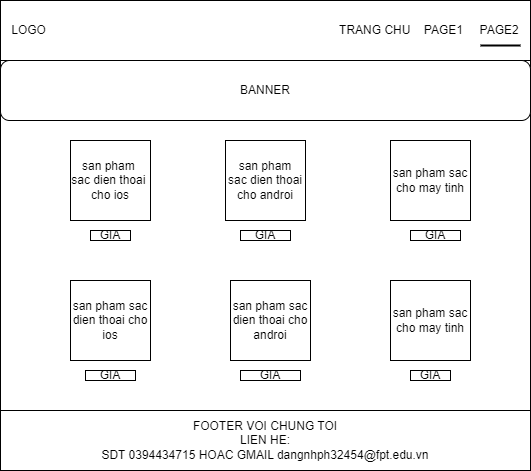 LOGO
TRANG CHU
PAGE1
PAGE2
BANNER
san pham
sac dien thoai
cho ios
san pham
sac dien thoai
cho androi
san pham sac
cho may tinh
GIA
GIA
GIA
san pham sac
dien thoai cho
ios
san pham sac
dien thoai cho
androi
san pham sac
cho may tinh
GIA
GIA
GIA
FOOTER VOI CHUNG TOI
LIEN HE:
SDT 0394434715 HOAC GMAIL dangnhph32454@fpt.edu.vn